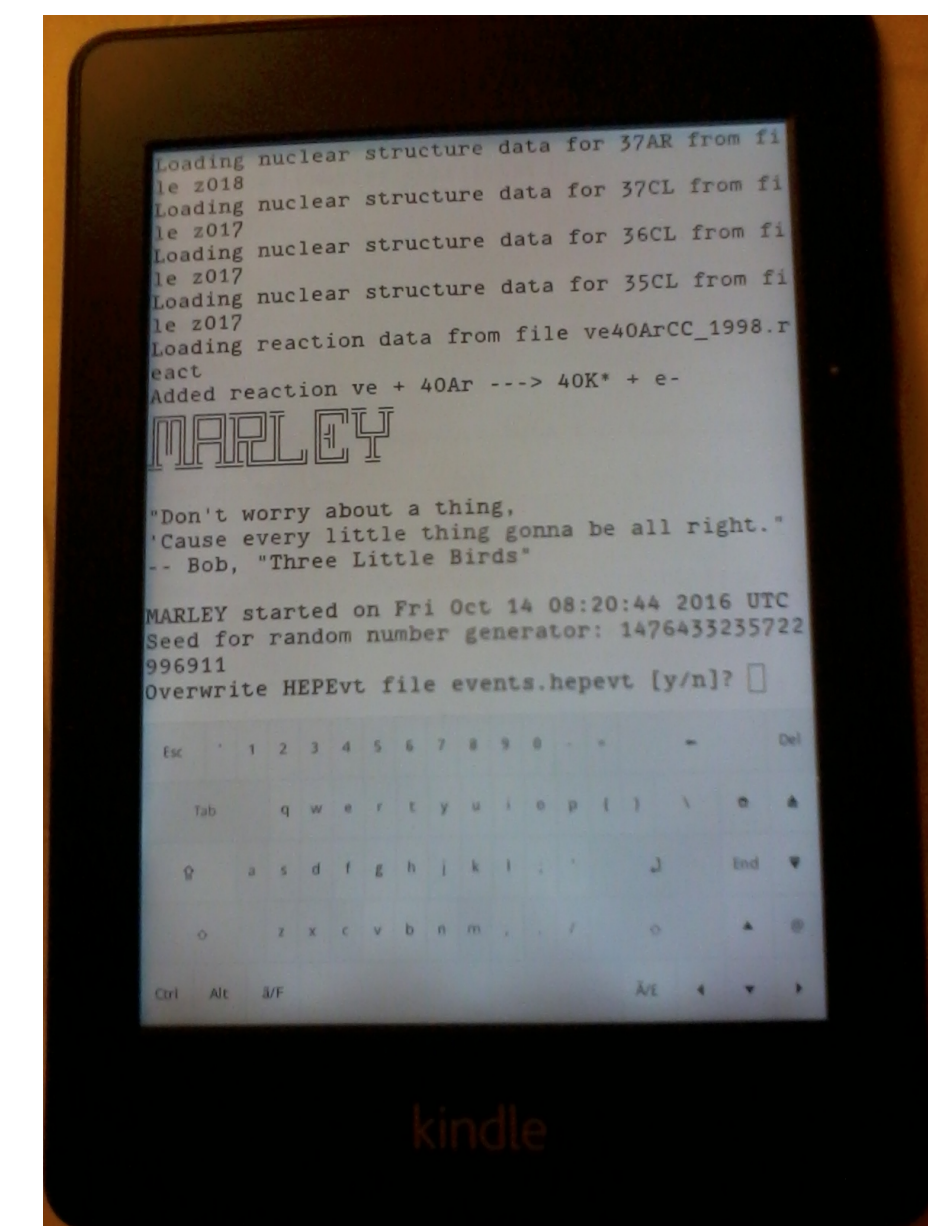 Loading nuclear structure data for 37AR from fi
le z018
Loading nuclear structure data for 37CL from fi
le z017
Loading nuclear structure data for 36CL from fi
le z017
Loading nuclear structure data for 35CL from fi
le z017
Loading reaction data from file ve40ArCC_1998.r
eact
Added reaction ve + 40Ar ---> 40K* + e-
MARLEY
"Don't worry about a thing,
'Cause every little thing gonna be all right."
-- Bob, "Three Little Birds"
MARLEY started on Fri Oct 14 08:20:44 2016 UTC
Seed for random number generator: 1476433235722
996911
Overwrite HEPEvt file events.hepevt [y/n]?
Esc ` 1 2 3 4 5 6 7 8 9 0 - = Del
Tab q w e r t y u i o p [ ] \
a s d f g h j k l ; ' End
z x c v b n m , . / @
Ctrl Alt ä/F Ä/E
kindle